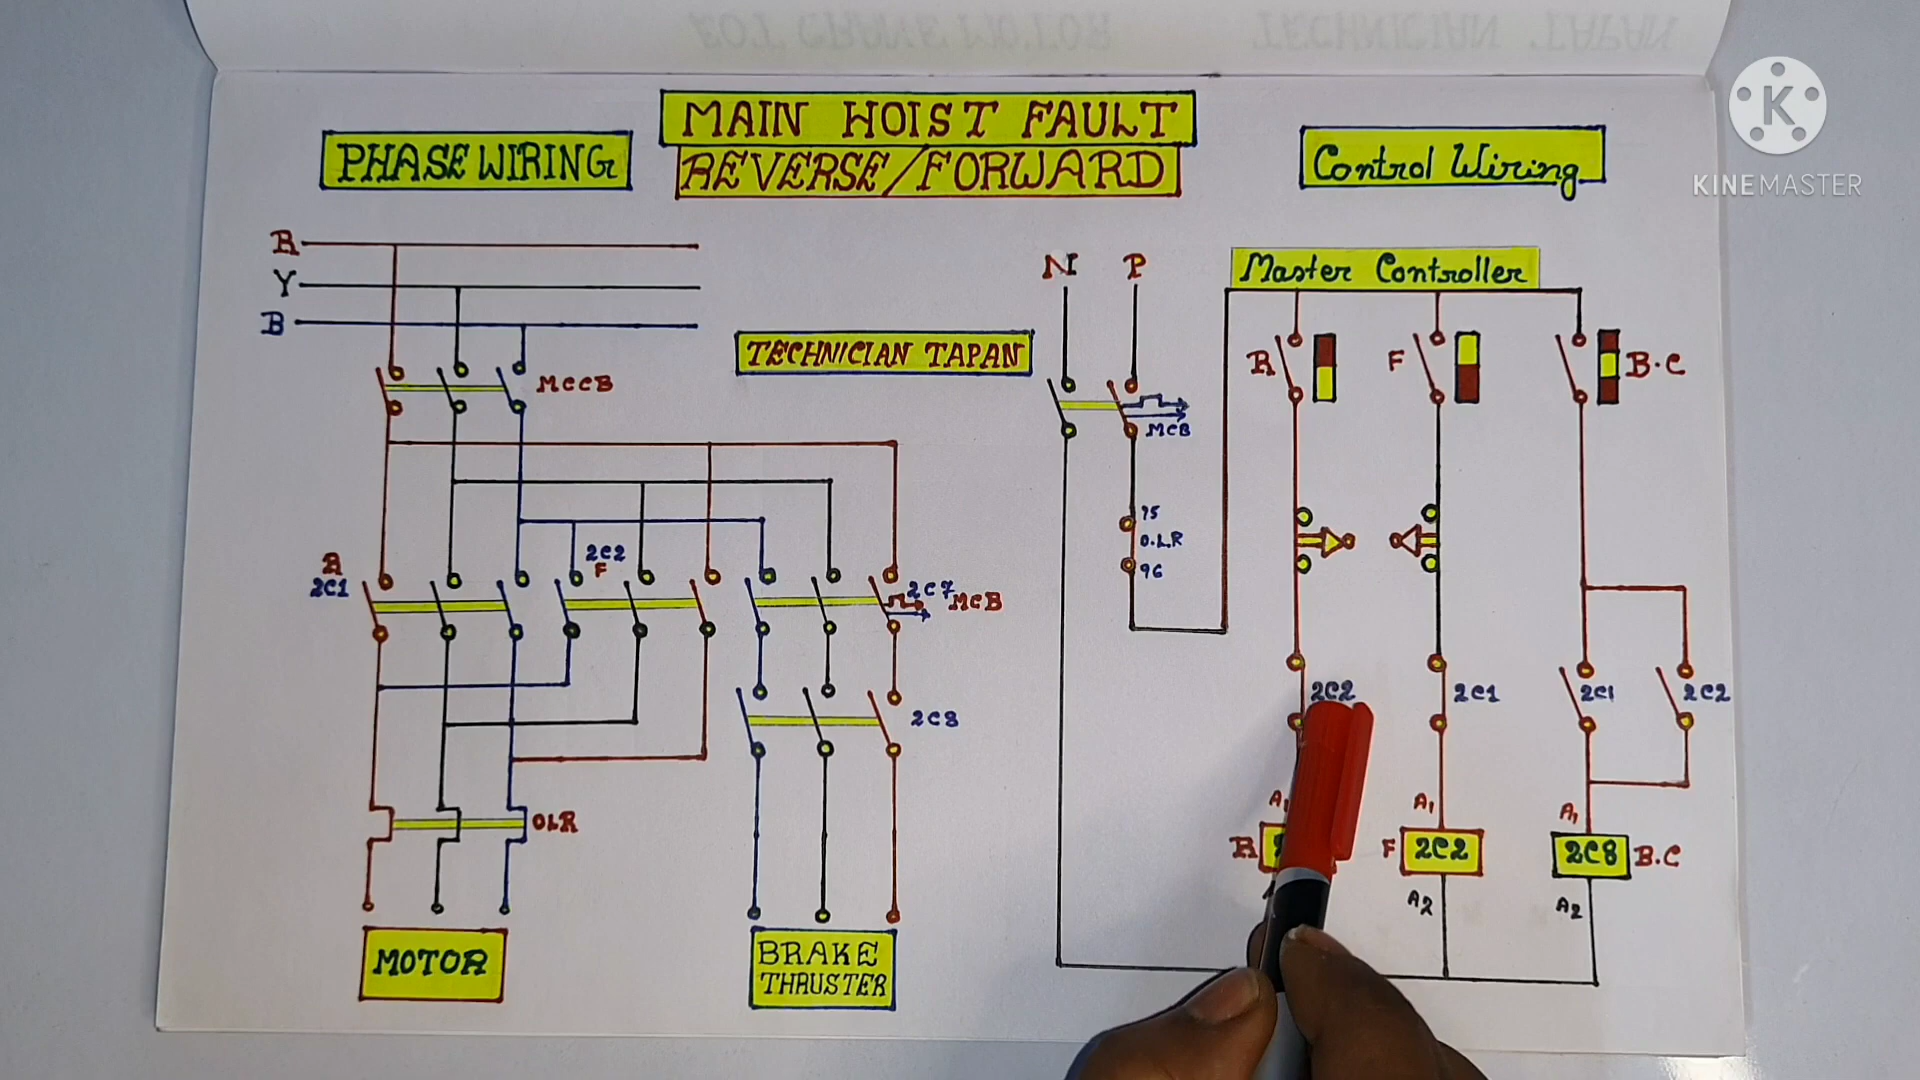 MAIN HOIST FAULT
REVERSE/FORWARD
PHASE WIRING
Control Wiring
K
KINEMASTER
R
Y
B
N P
Master Controller
TECHNICIAN TAPAN
MCCB
R
F
B.C
MCB
95
O.L.R
96
R
2C1
2C2
F
2C7
MCB
2C8
2C2
2C1
2C1
2C2
OLR
A1
A1
A1
R
F
2C2
2C8
B.C
A2
A2
MOTOR
BRAKE
THRUSTER